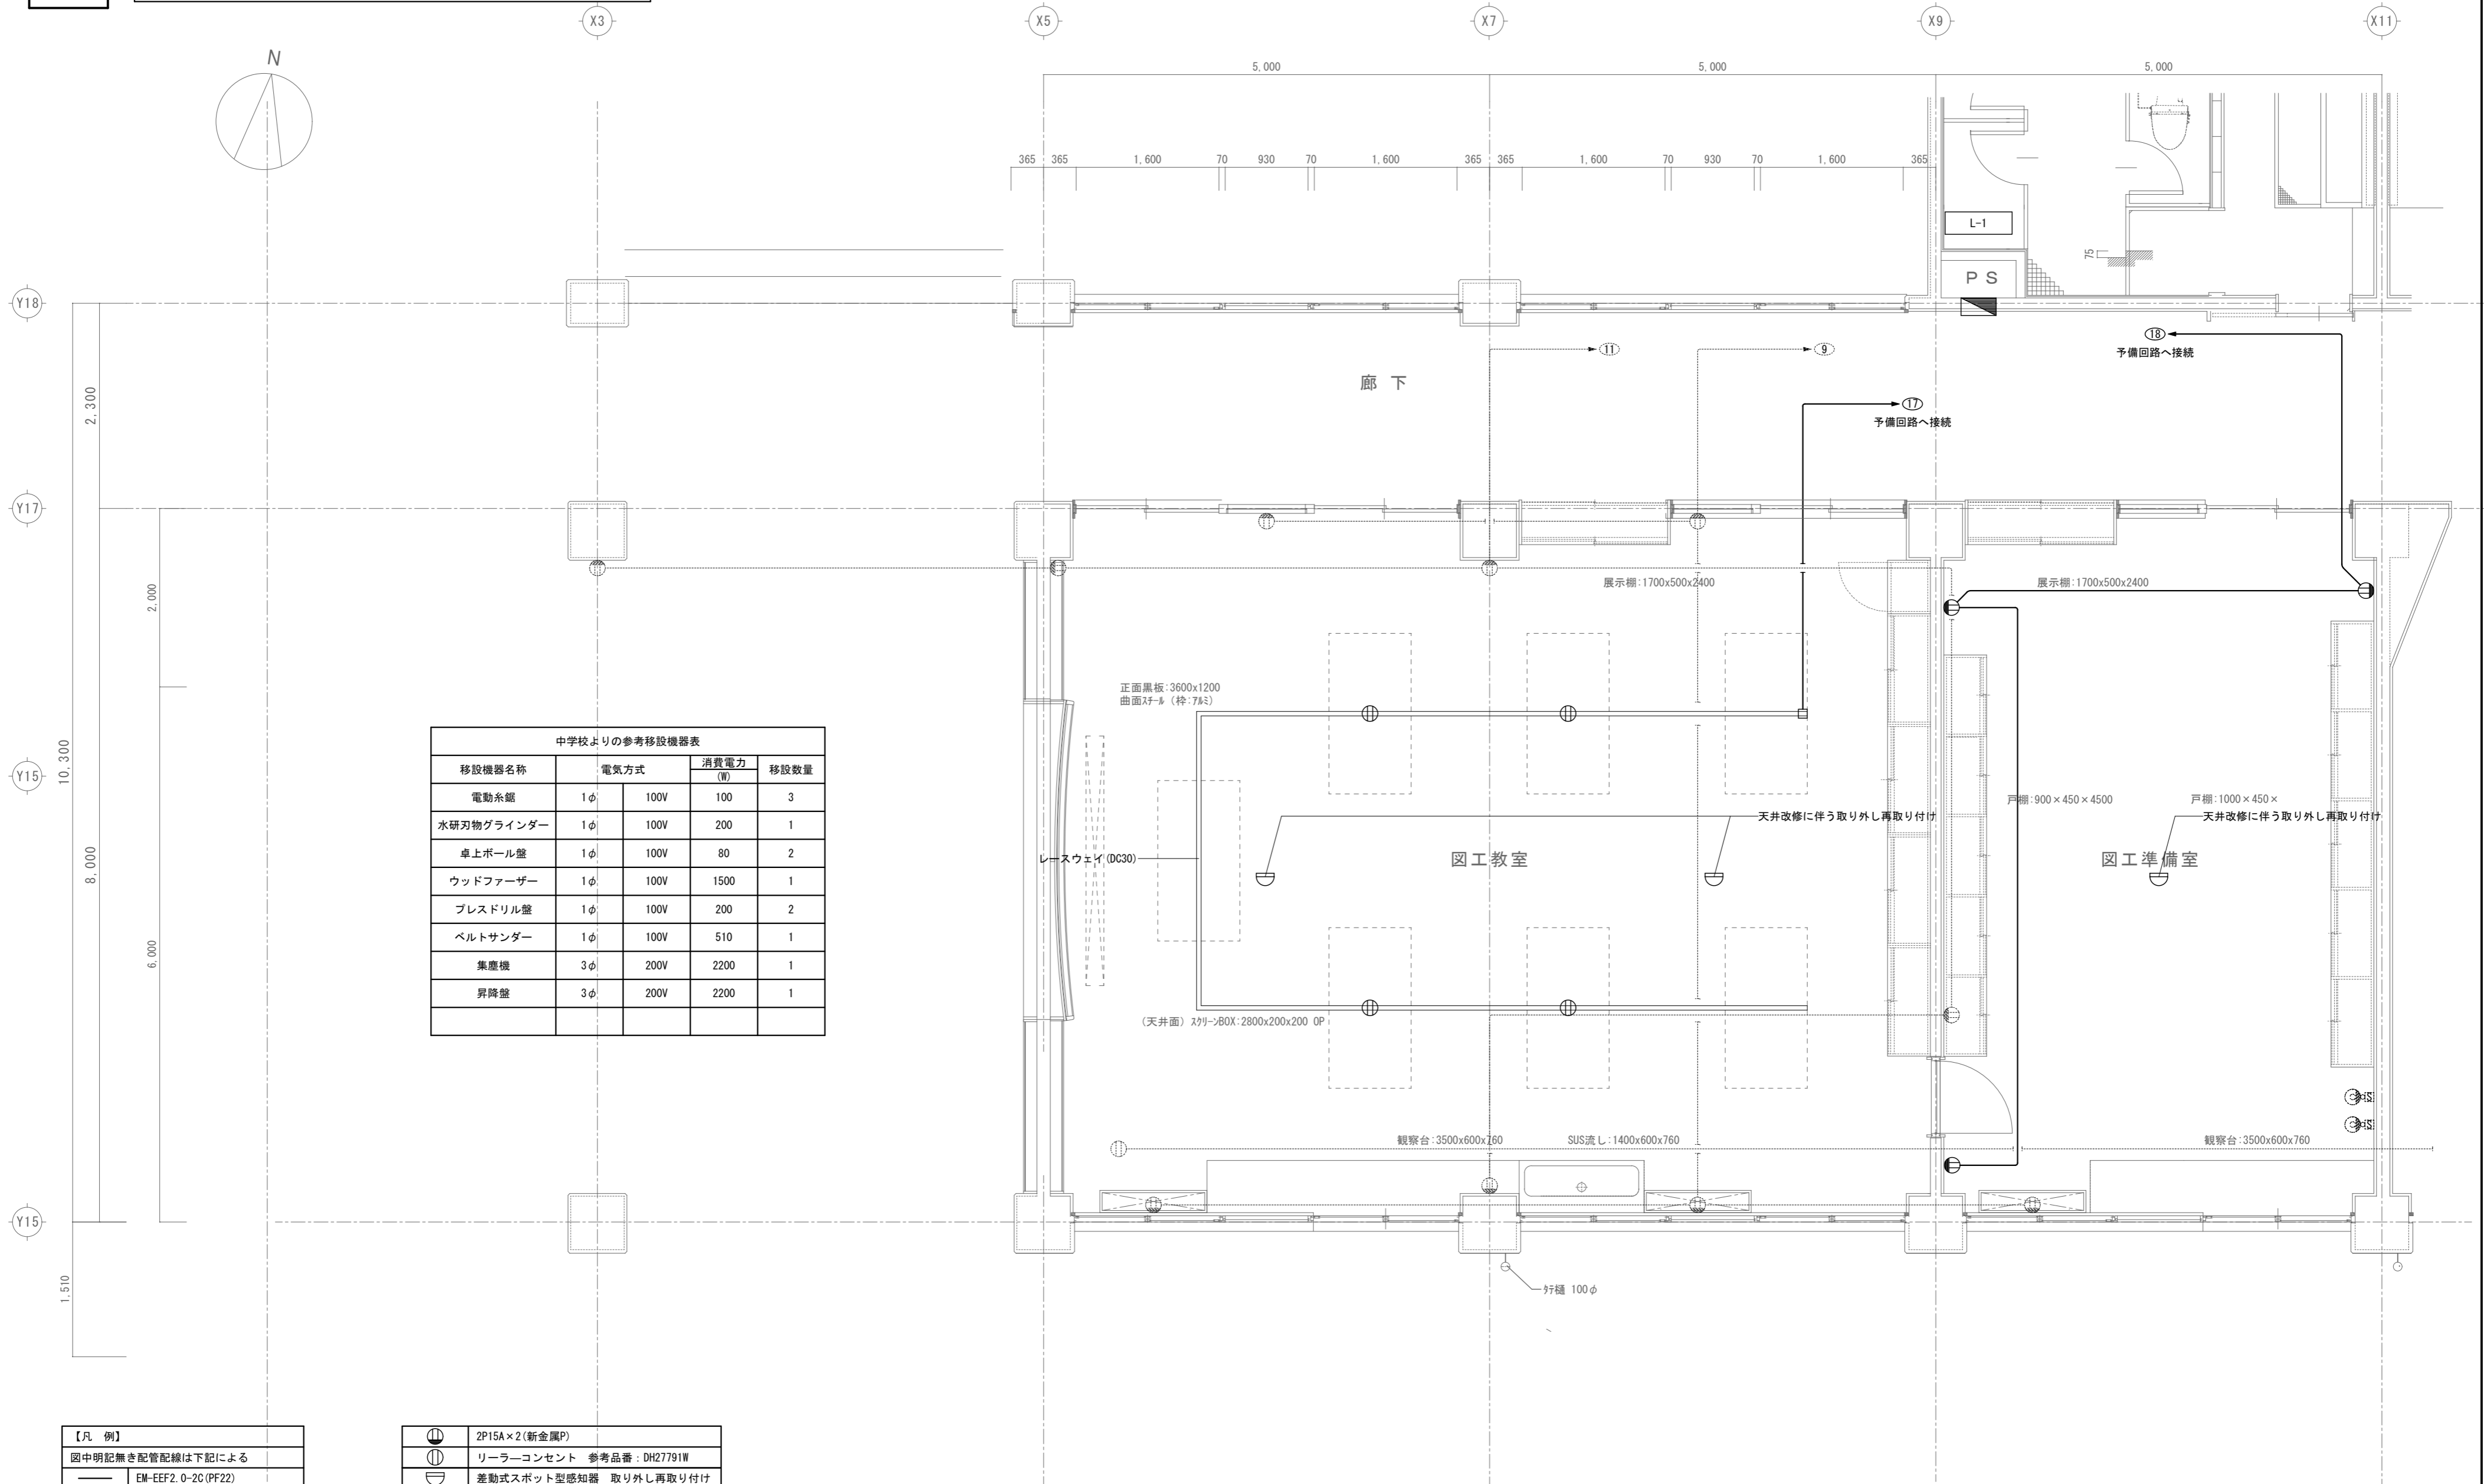 X3
X5
X7
X9
X11
N
5,000
5,000
5,000
365
365
1,600
70
930
70
1,600
365
365
1,600
70
930
70
1,600
365
L-1
75
PS
Y18
⑱
予備回路へ接続
⑪
⑨
廊 下
2,300
⑰
予備回路へ接続
Y17
展示棚:1700x500x2400
展示棚:1700x500x2400
2,000
正面黒板:3600x1200
曲面ｽﾁｰﾙ (枠:ｱﾙﾐ)
中学校よりの参考移設機器表
移設機器名称 電気方式 消費電力(W) 移設数量
電動糸鋸 1φ 100V 100 3
水研刃物グラインダー 1φ 100V 200 1
卓上ボール盤 1φ 100V 80 2
ウッドファーザー 1φ 100V 1500 1
プレスドリル盤 1φ 100V 200 2
ベルトサンダー 1φ 100V 510 1
集塵機 3φ 200V 2200 1
昇降盤 3φ 200V 2200 1
Y15
10,300
戸棚:900×450×4500
戸棚:1000×450×
天井改修に伴う取り外し再取り付け
天井改修に伴う取り外し再取り付け
レースウェイ(DC30)
図工教室
図工準備室
8,000
6,000
(天井面) ｽｸﾘｰﾝBOX:2800x200x200 OP
観察台:3500x600x760
SUS流し:1400x600x760
観察台:3500x600x760
Y15
1,510
ﾀﾃ樋 100φ
【凡 例】
図中明記無き配管配線は下記による
EM-EEF2.0-2C(PF22)
2P15A×2(新金属P)
リーラーコンセント 参考品番：DH27791W
差動式スポット型感知器 取り外し再取り付け